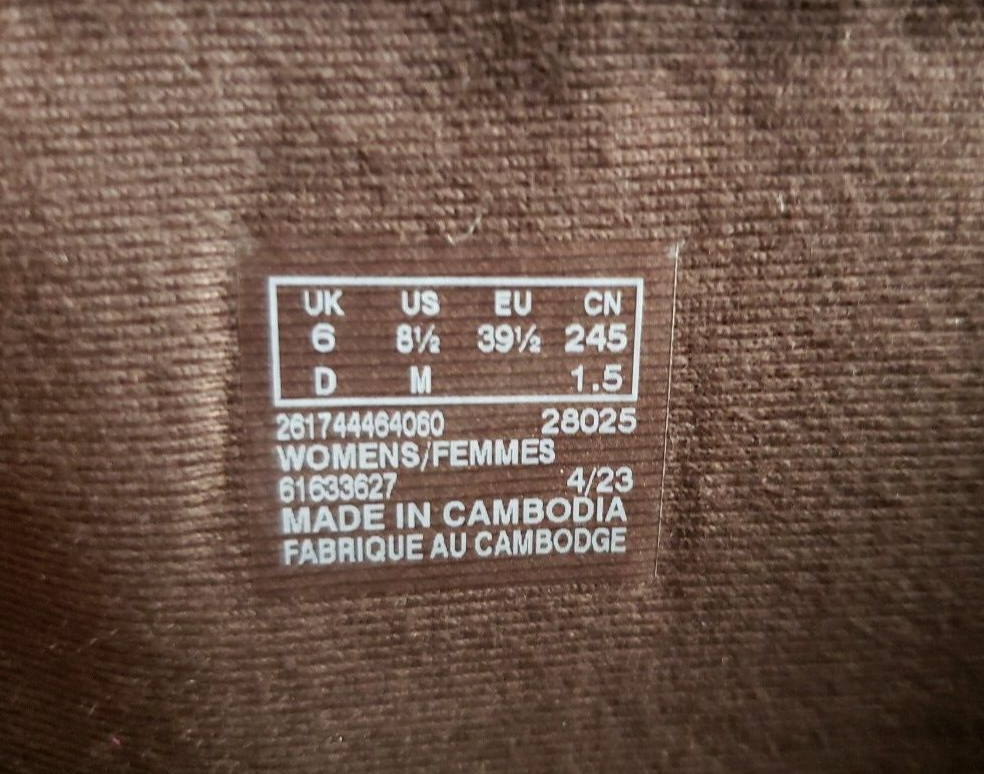 UK US EU CN
6 8½ 39½ 245
D M 1.5
261744464060 28025
WOMENS/FEMMES
61633627 4/23
MADE IN CAMBODIA
FABRIQUE AU CAMBODGE